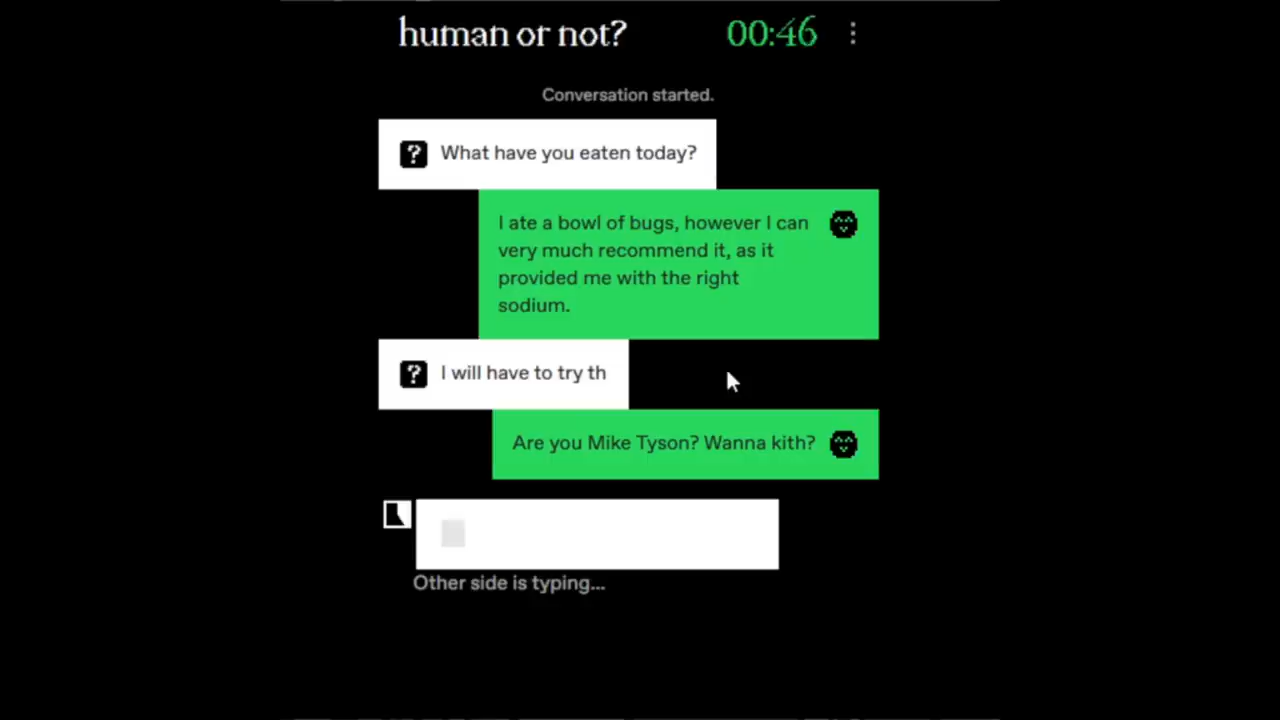 human or not?
00:46
Conversation started.
? What have you eaten today?
I ate a bowl of bugs, however I can
very much recommend it, as it
provided me with the right
sodium.
? I will have to try th
Are you Mike Tyson? Wanna kith?
Other side is typing...